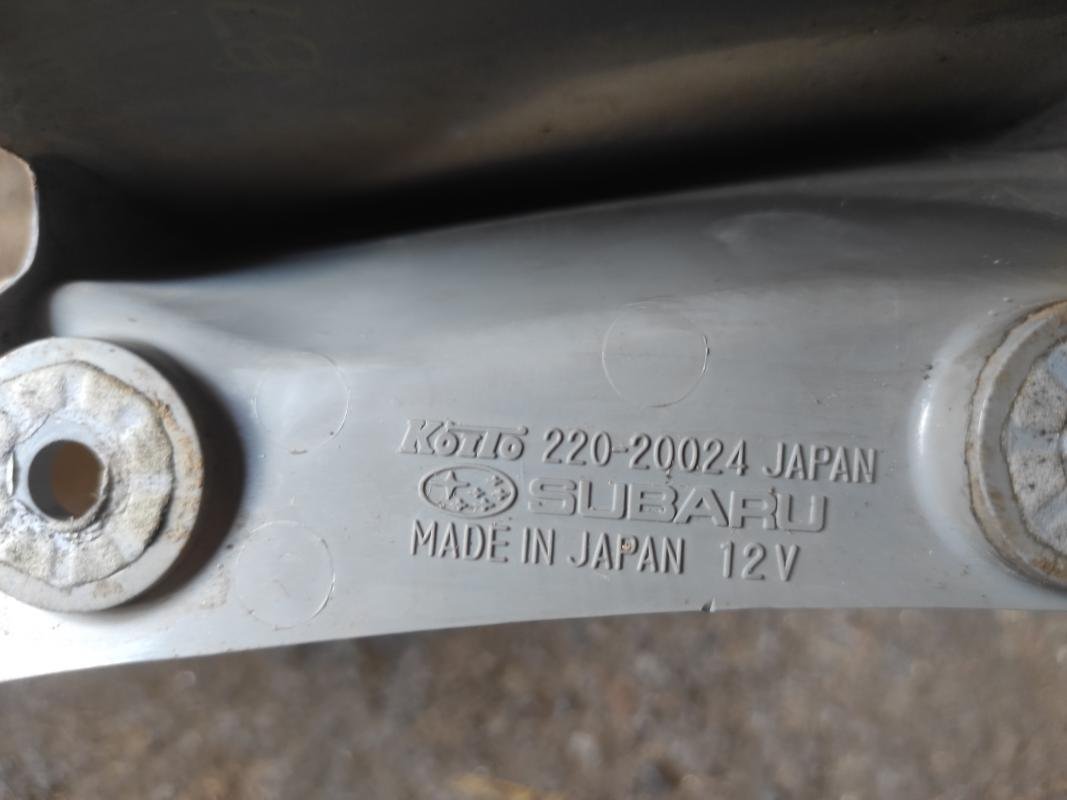 KOITO 220-20024 JAPAN
SUBARU
MADE IN JAPAN 12V